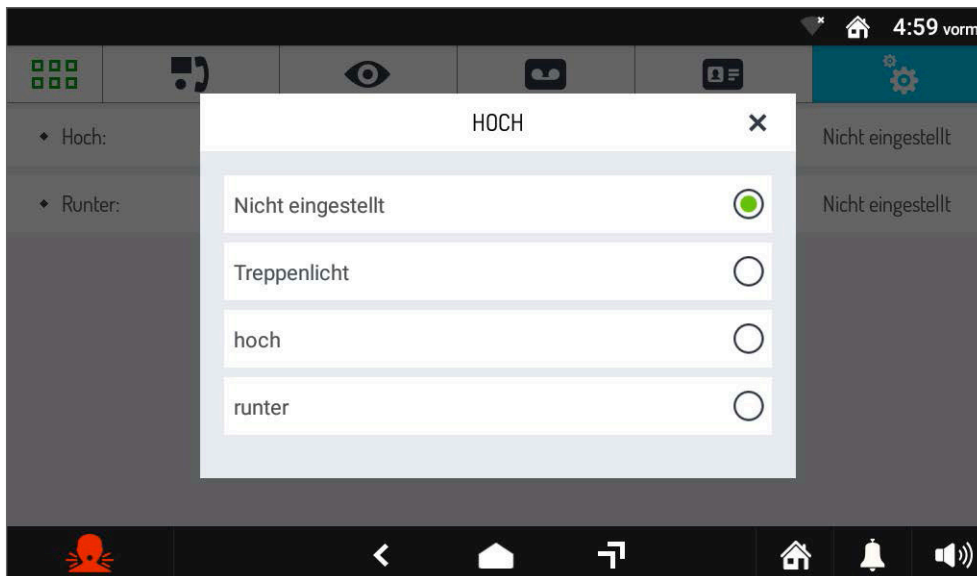 4:59 vorm
HOCH
Hoch:
Nicht eingestellt
Nicht eingestellt
Runter:
Nicht eingestellt
Treppenlicht
hoch
runter